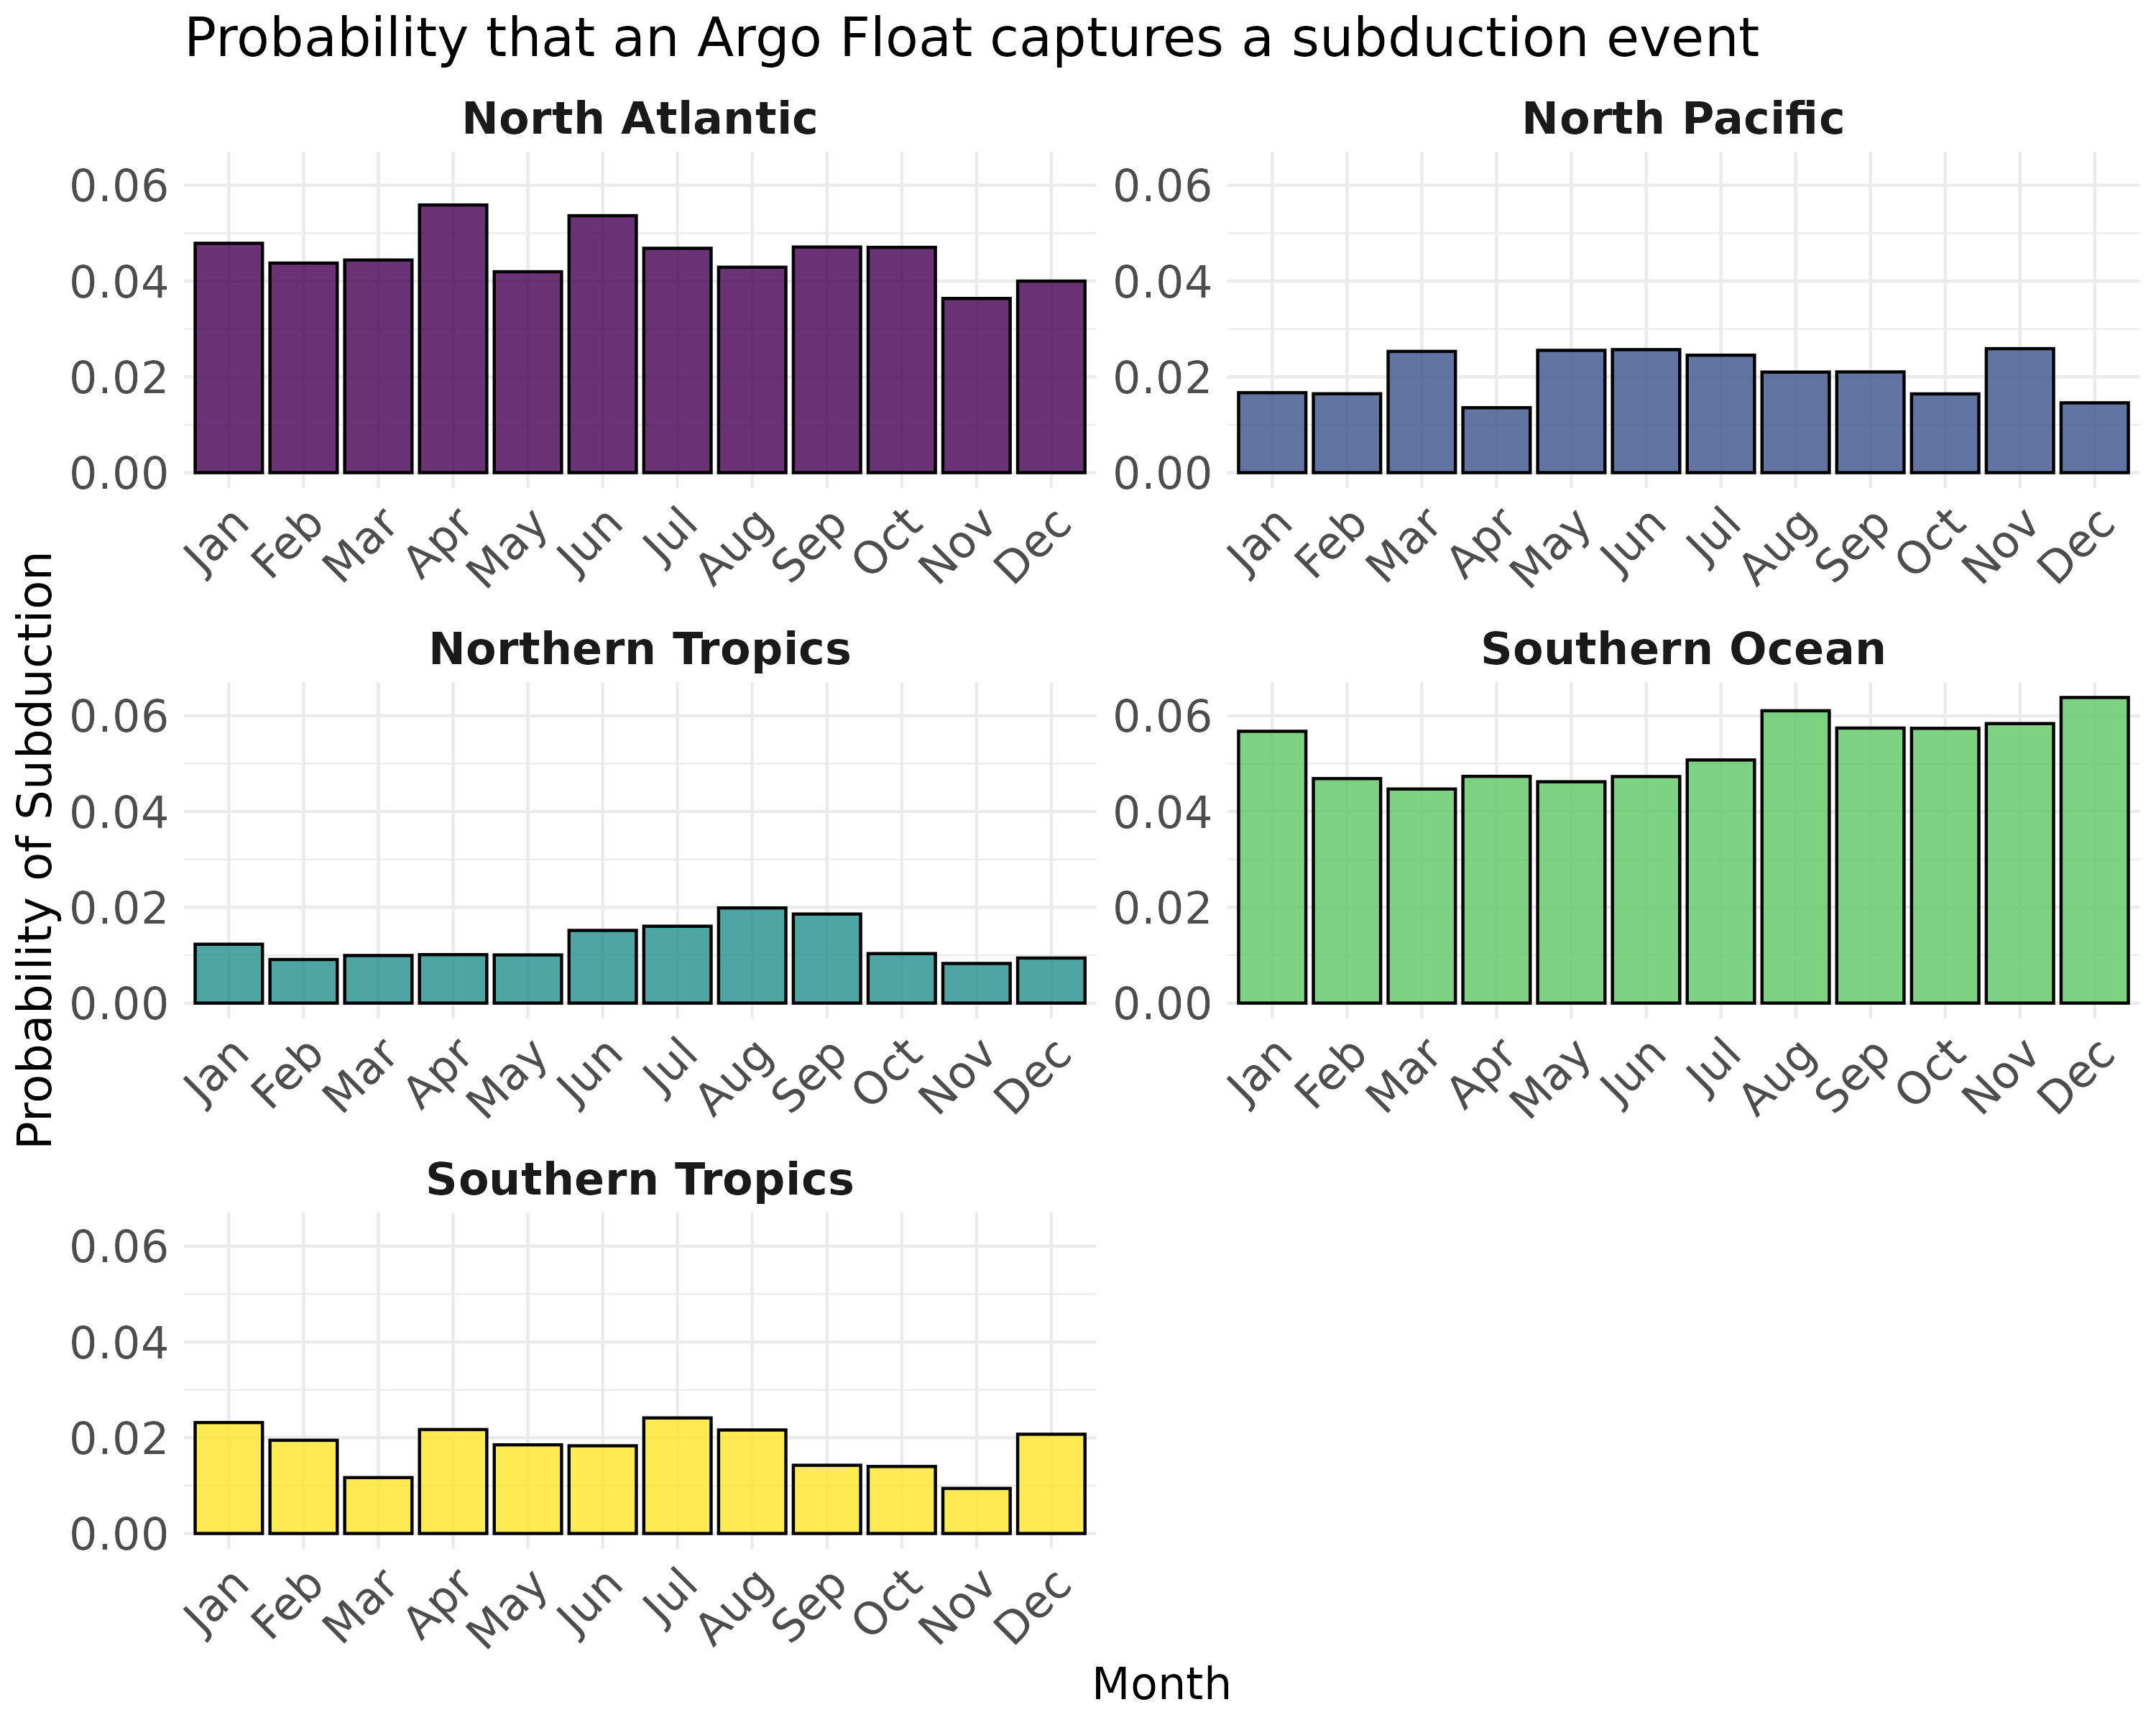 Probability that an Argo Float captures a subduction event
North Atlantic
0.06
0.04
0.02
0.00
Jan Feb Mar Apr May Jun Jul Aug Sep Oct Nov Dec
North Pacific
0.06
0.04
0.02
0.00
Jan Feb Mar Apr May Jun Jul Aug Sep Oct Nov Dec
Probability of Subduction
Northern Tropics
0.06
0.04
0.02
0.00
Jan Feb Mar Apr May Jun Jul Aug Sep Oct Nov Dec
Southern Ocean
0.06
0.04
0.02
0.00
Jan Feb Mar Apr May Jun Jul Aug Sep Oct Nov Dec
Southern Tropics
0.06
0.04
0.02
0.00
Jan Feb Mar Apr May Jun Jul Aug Sep Oct Nov Dec
Month